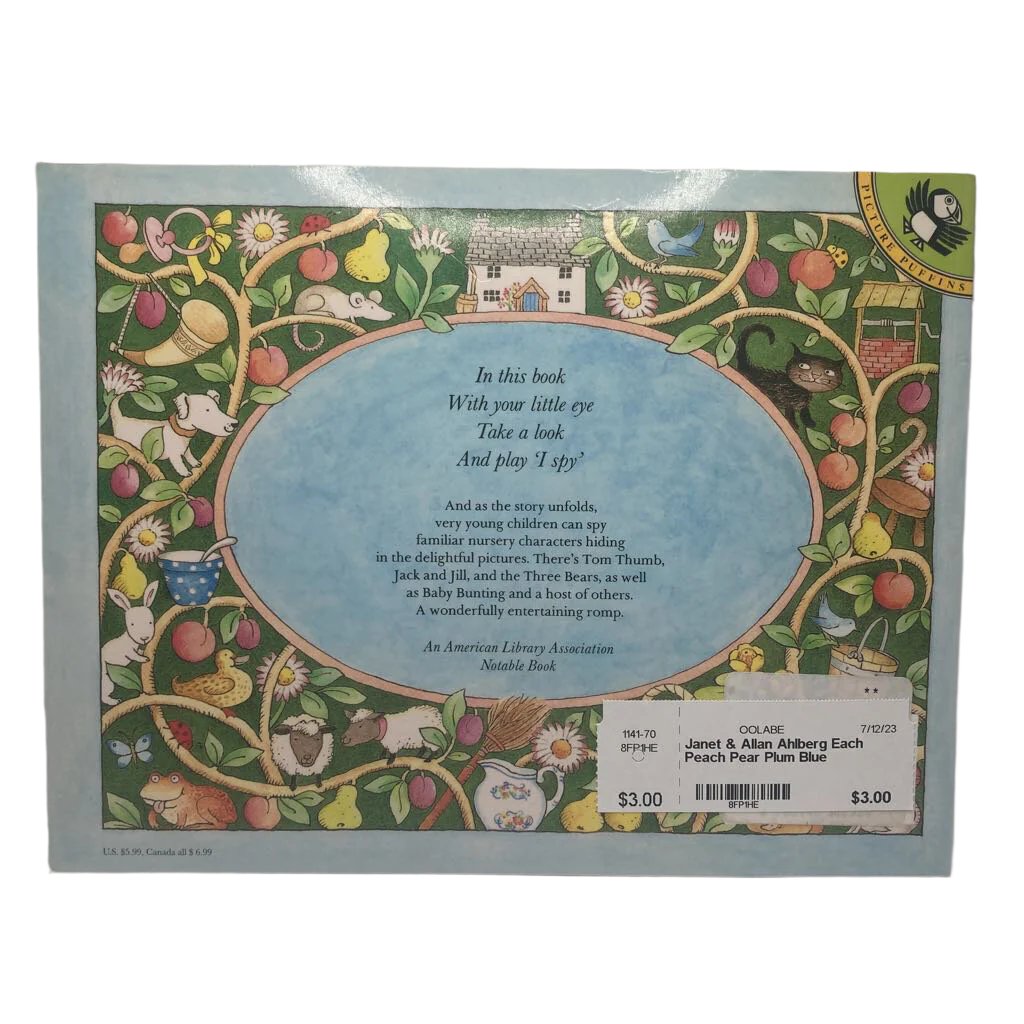 PICTURE PUFFINS
In this book
With your little eye
Take a look
And play ‘I spy’
And as the story unfolds,
very young children can spy
familiar nursery characters hiding
in the delightful pictures. There’s Tom Thumb,
Jack and Jill, and the Three Bears, as well
as Baby Bunting and a host of others.
A wonderfully entertaining romp.
An American Library Association
Notable Book
**
1141-70
8FP1HE
$3.00
OOLABE 7/12/23
Janet & Allan Ahlberg Each
Peach Pear Plum Blue
8FP1HE
$3.00
U.S. $5.99, Canada all $ 6.99